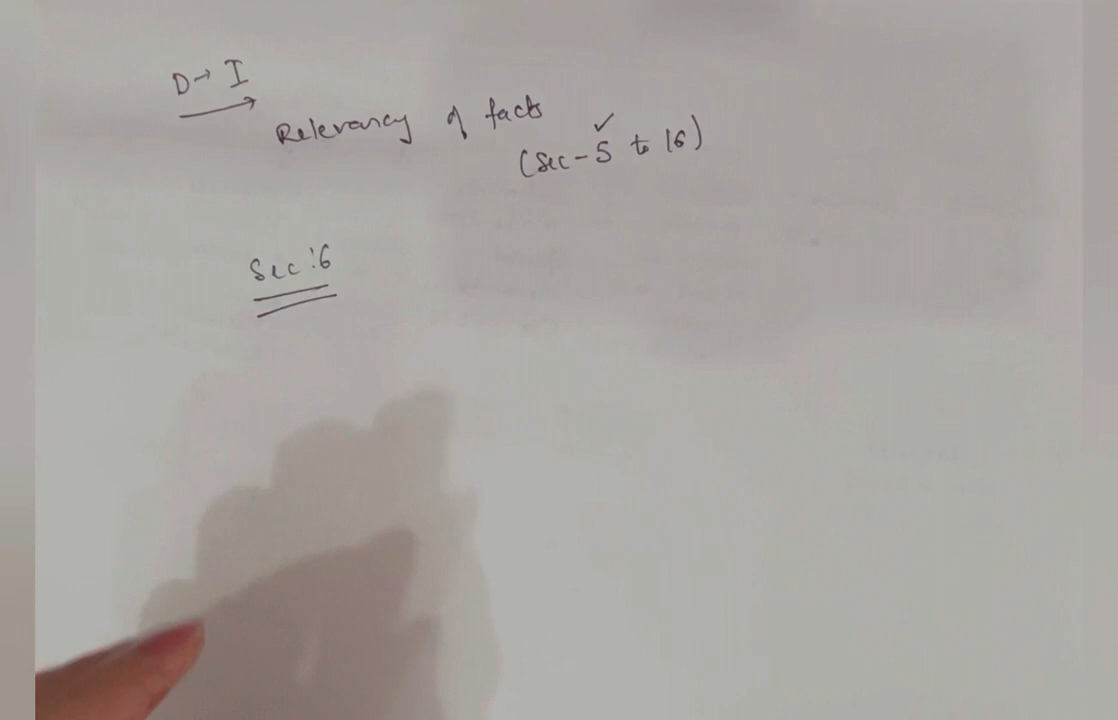 D→ I
Relevancy of facts
(Sec-5 ✓ to 16)
Sec:6